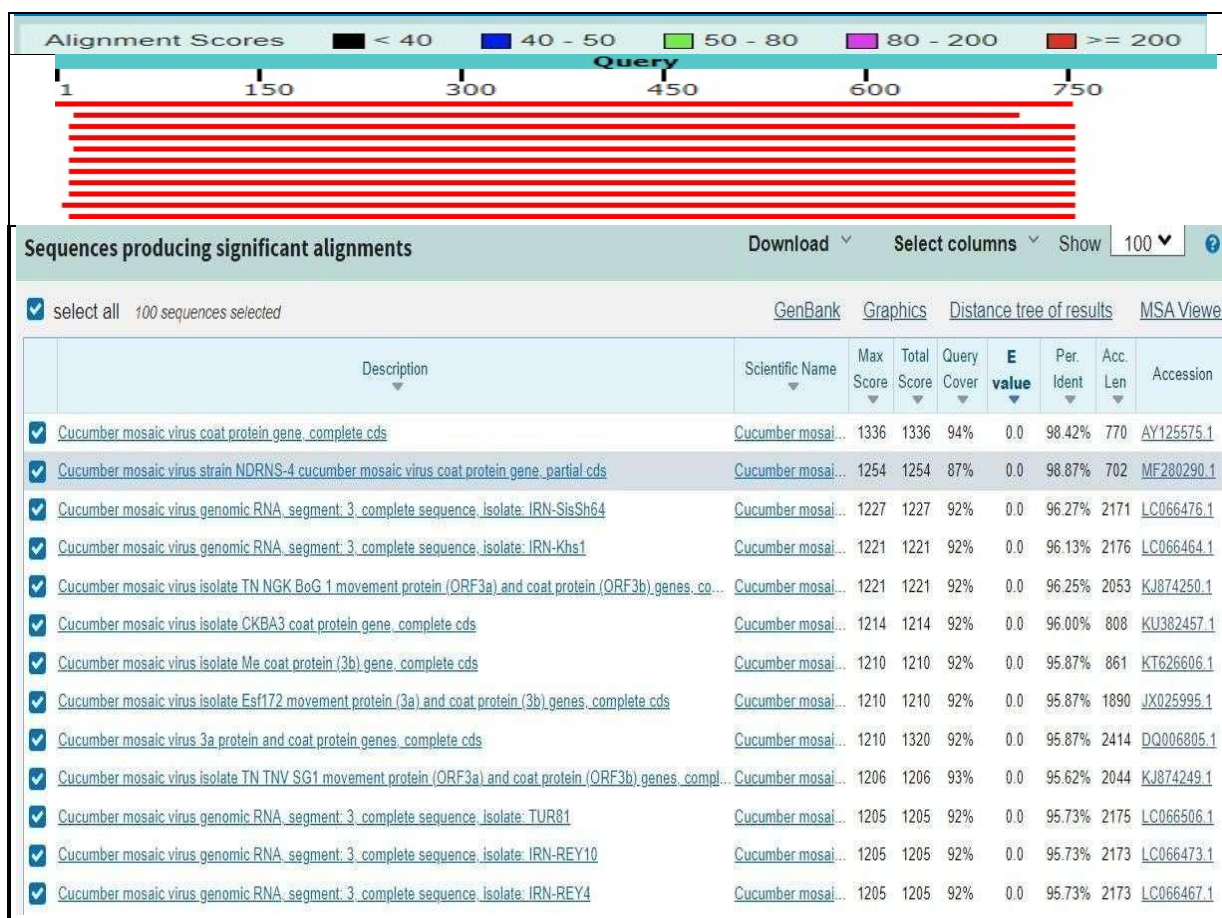 Alignment Scores < 40 40 - 50 50 - 80 80 - 200 >= 200
Query
1 150 300 450 600 750
Sequences producing significant alignments Download Select columns Show 100
select all 100 sequences selected GenBank Graphics Distance tree of results MSA Viewe
Description Scientific Name Max Score Total Score Query Cover E value Per. Ident Acc. Len Accession
Cucumber mosaic virus coat protein gene, complete cds Cucumber mosai... 1336 1336 94% 0.0 98.42% 770 AY125575.1
Cucumber mosaic virus strain NDRNS-4 cucumber mosaic virus coat protein gene, partial cds Cucumber mosai... 1254 1254 87% 0.0 98.87% 702 MF280290.1
Cucumber mosaic virus genomic RNA, segment: 3, complete sequence, isolate: IRN-SisSh64 Cucumber mosai... 1227 1227 92% 0.0 96.27% 2171 LC066476.1
Cucumber mosaic virus genomic RNA, segment: 3, complete sequence, isolate: IRN-Khs1 Cucumber mosai... 1221 1221 92% 0.0 96.13% 2176 LC066464.1
Cucumber mosaic virus isolate TN NGK BoG 1 movement protein (ORF3a) and coat protein (ORF3b) genes, co... Cucumber mosai... 1221 1221 92% 0.0 96.25% 2053 KJ874250.1
Cucumber mosaic virus isolate CKBA3 coat protein gene, complete cds Cucumber mosai... 1214 1214 92% 0.0 96.00% 808 KU382457.1
Cucumber mosaic virus isolate Me coat protein (3b) gene, complete cds Cucumber mosai... 1210 1210 92% 0.0 95.87% 861 KT626606.1
Cucumber mosaic virus isolate Esf172 movement protein (3a) and coat protein (3b) genes, complete cds Cucumber mosai... 1210 1210 92% 0.0 95.87% 1890 JX025995.1
Cucumber mosaic virus 3a protein and coat protein genes, complete cds Cucumber mosai... 1210 1320 92% 0.0 95.87% 2414 DQ006805.1
Cucumber mosaic virus isolate TN TNV SG1 movement protein (ORF3a) and coat protein (ORF3b) genes, compl... Cucumber mosai... 1206 1206 93% 0.0 95.62% 2044 KJ874249.1
Cucumber mosaic virus genomic RNA, segment: 3, complete sequence, isolate: TUR81 Cucumber mosai... 1205 1205 92% 0.0 95.73% 2175 LC066506.1
Cucumber mosaic virus genomic RNA, segment: 3, complete sequence, isolate: IRN-REY10 Cucumber mosai... 1205 1205 92% 0.0 95.73% 2173 LC066473.1
Cucumber mosaic virus genomic RNA, segment: 3, complete sequence, isolate: IRN-REY4 Cucumber mosai... 1205 1205 92% 0.0 95.73% 2173 LC066467.1